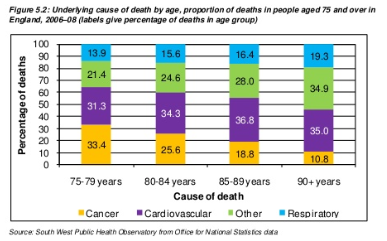 Figure 5.2: Underlying cause of death by age, proportion of deaths in people aged 75 and over in
England, 2006–08 (labels give percentage of deaths in age group)
Percentage of deaths
100
90
80
70
60
50
40
30
20
10
0
13.9 15.6 16.4 19.3
21.4 24.6 28.0 34.9
31.3 34.3 36.8 35.0
33.4 25.6 18.8 10.8
75-79 years 80-84 years 85-89 years 90+ years
Cause of death
Cancer Cardiovascular Other Respiratory
Source: South West Public Health Observatory from Office for National Statistics data